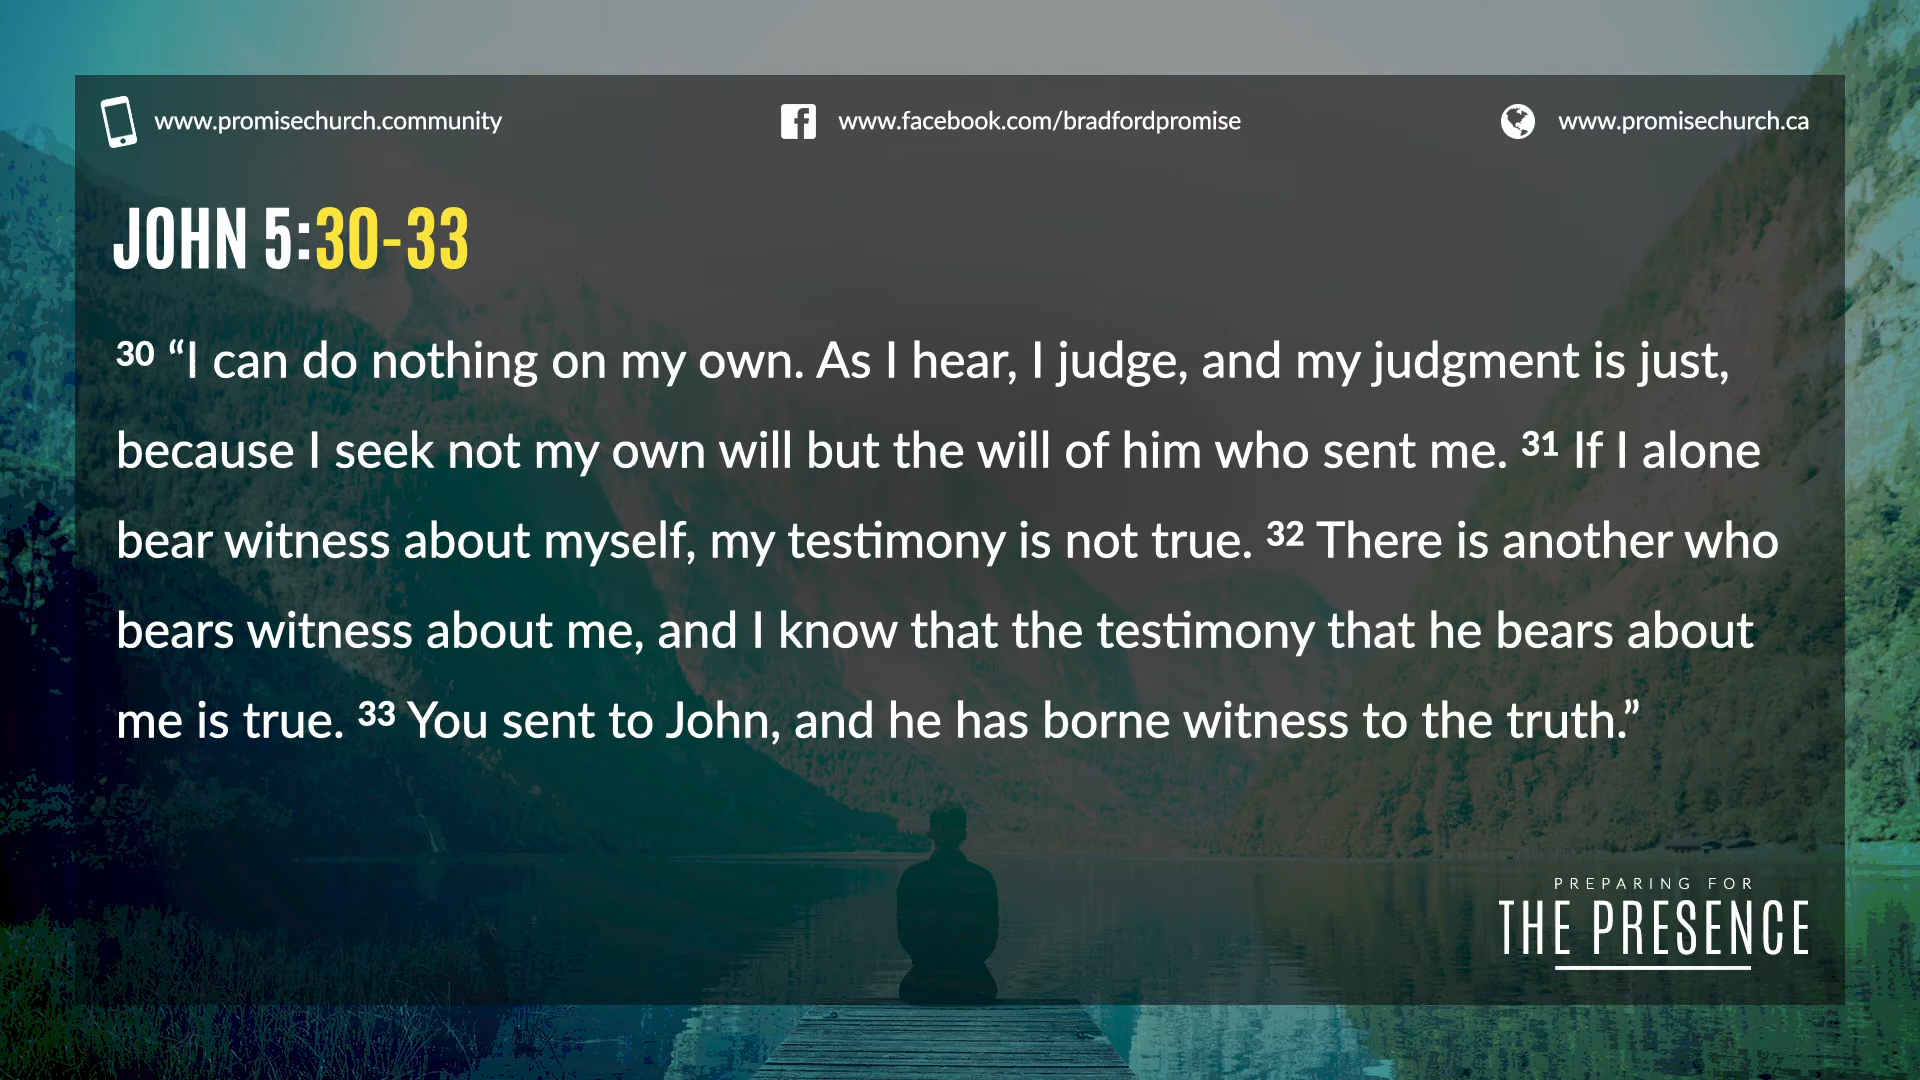 www.promisechurch.community
www.facebook.com/bradfordpromise
www.promisechurch.ca
JOHN 5:30-33
30 “I can do nothing on my own. As I hear, I judge, and my judgment is just,
because I seek not my own will but the will of him who sent me. 31 If I alone
bear witness about myself, my testimony is not true. 32 There is another who
bears witness about me, and I know that the testimony that he bears about
me is true. 33 You sent to John, and he has borne witness to the truth.”
PREPARING FOR
THE PRESENCE